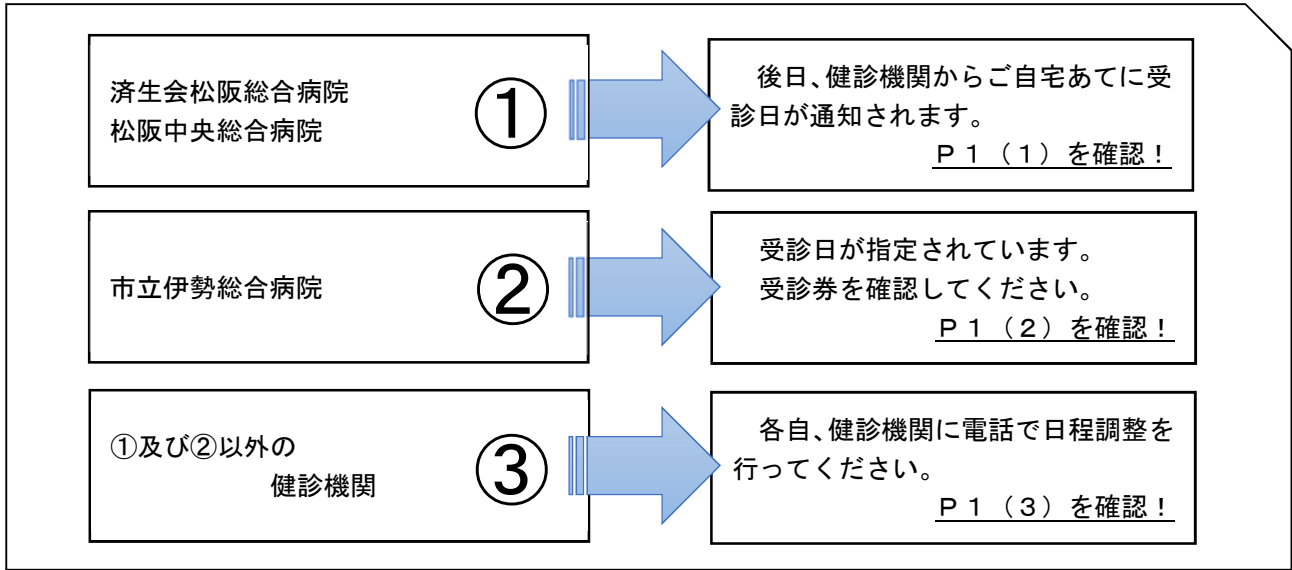 済生会松阪総合病院
松阪中央総合病院
①
後日、健診機関からご自宅あてに受
診日が通知されます。
Ｐ１（１）を確認！
市立伊勢総合病院
②
受診日が指定されています。
受診券を確認してください。
Ｐ１（２）を確認！
①及び②以外の
健診機関
③
各自、健診機関に電話で日程調整を
行ってください。
Ｐ１（３）を確認！